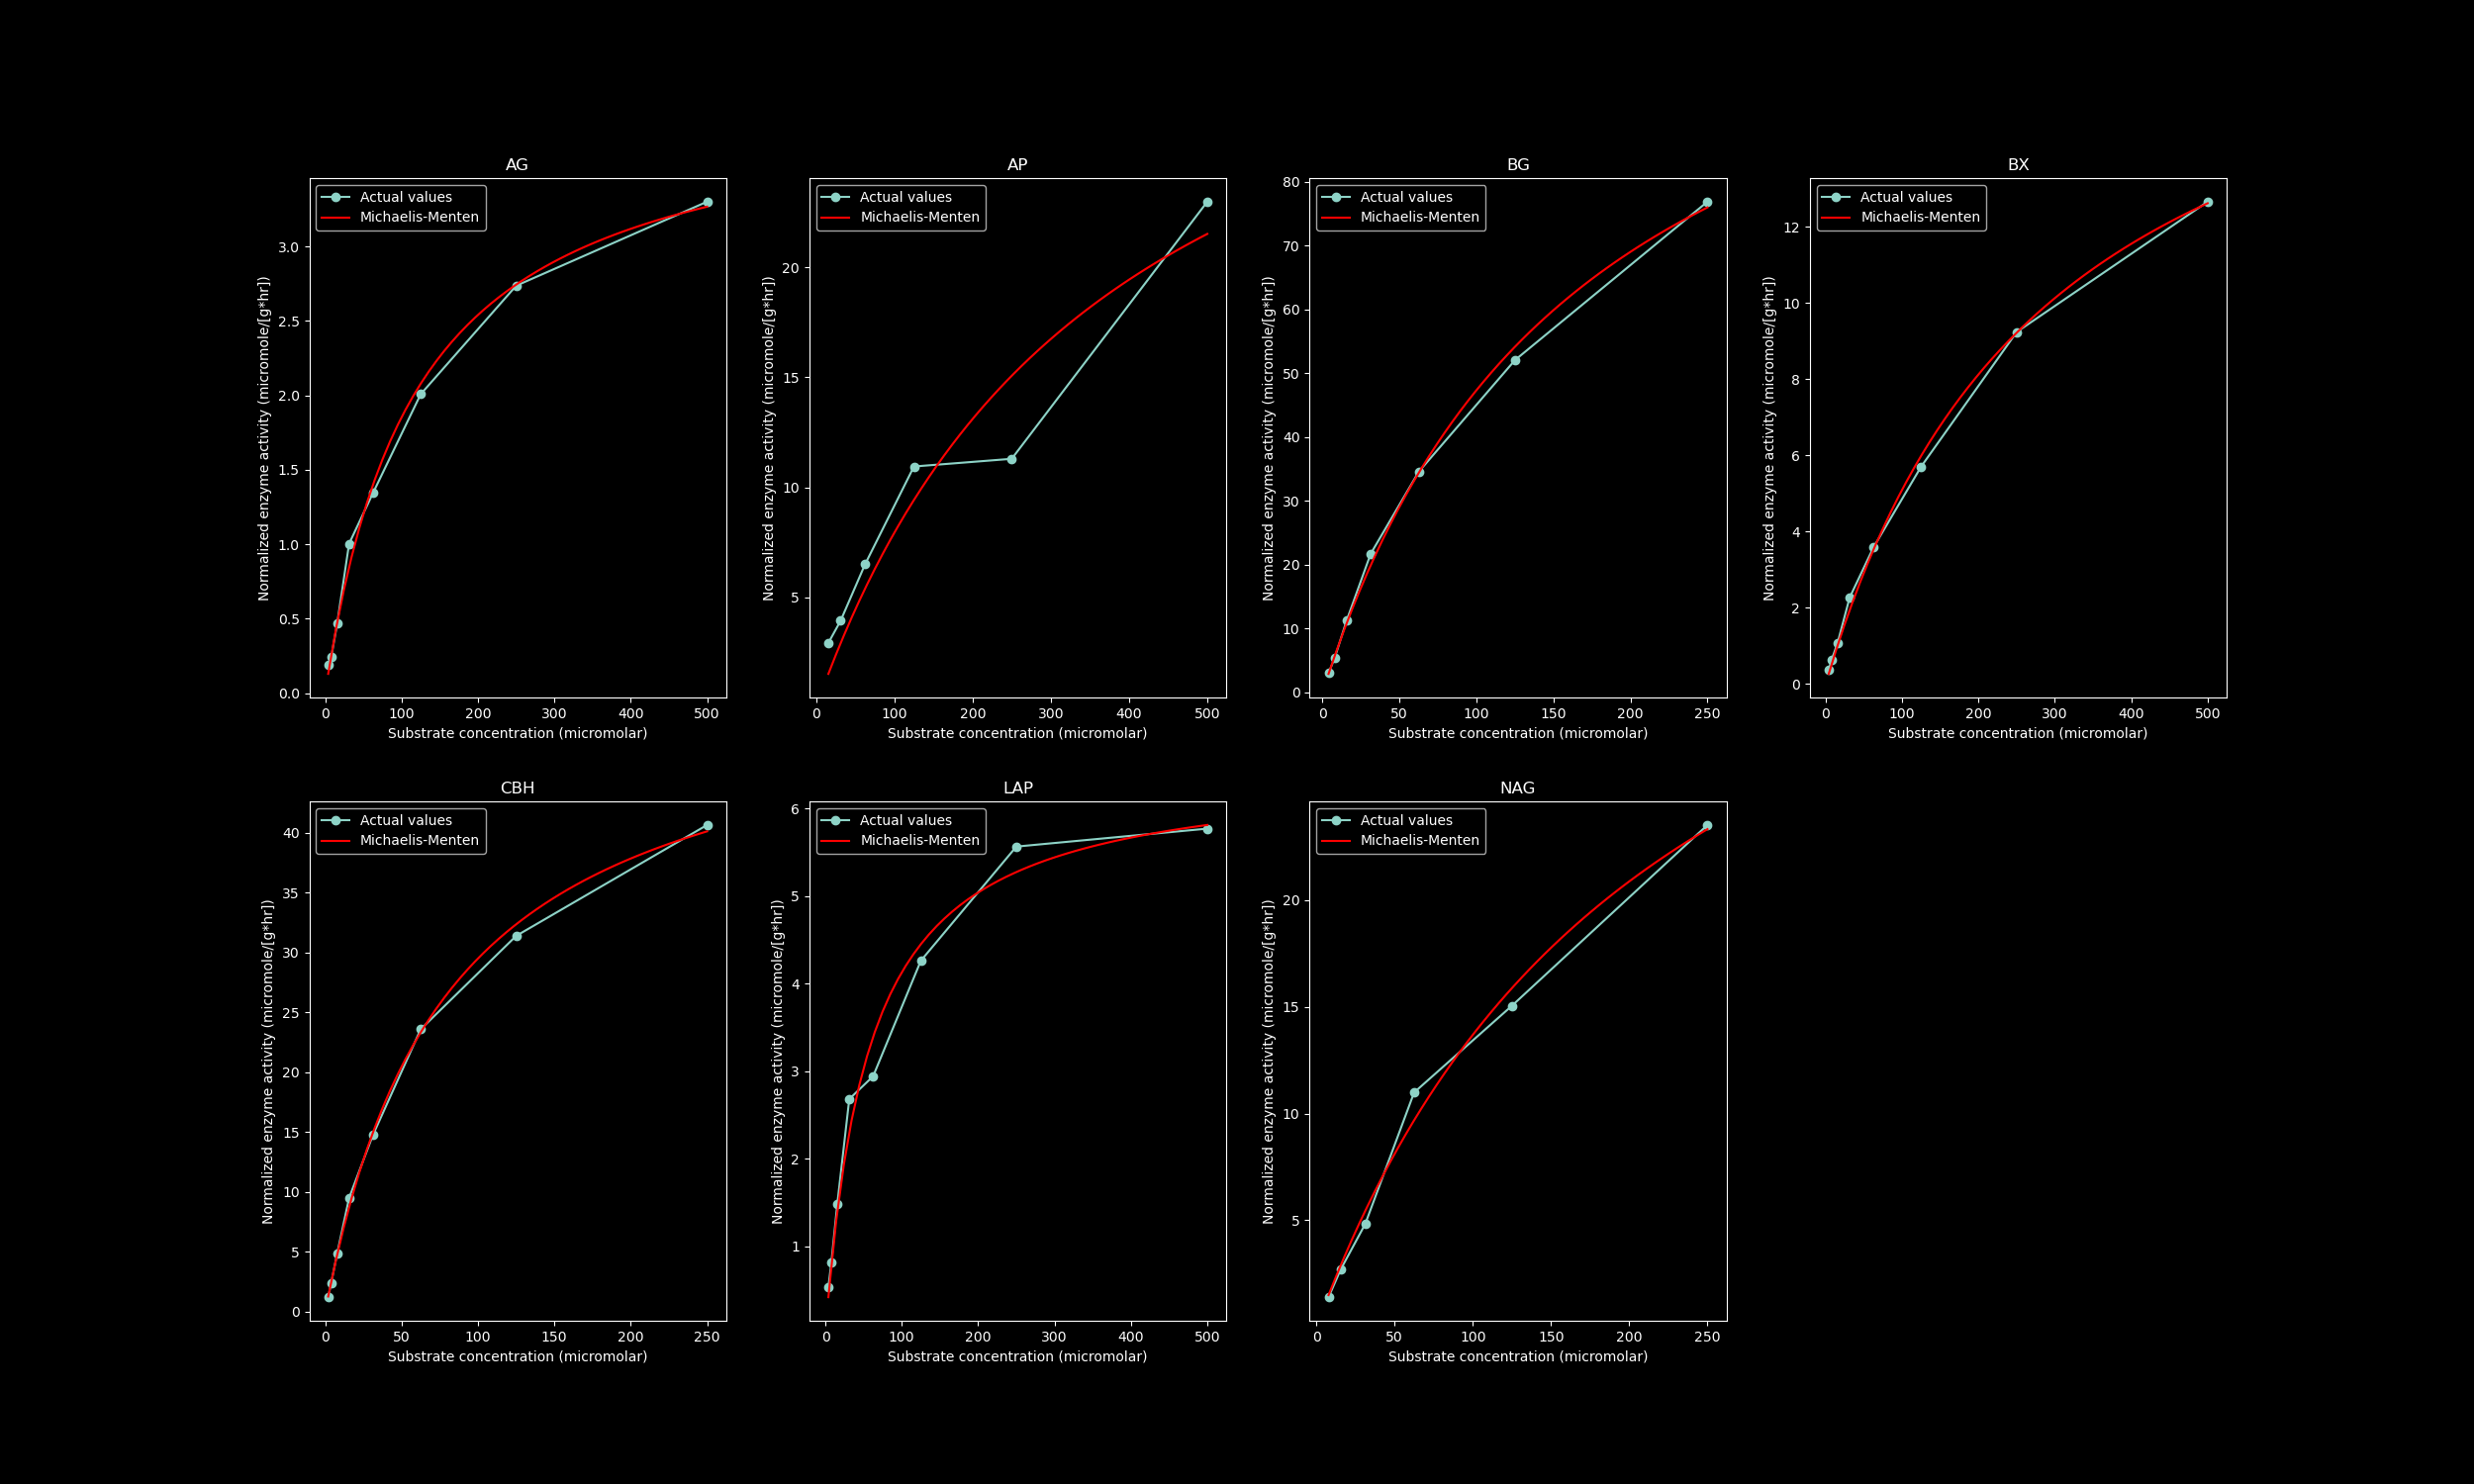 AG
Actual values
Michaelis-Menten
Normalized enzyme activity (micromole/[g*hr])
3.0
2.5
2.0
1.5
1.0
0.5
0.0
0 100 200 300 400 500
Substrate concentration (micromolar)
AP
Actual values
Michaelis-Menten
Normalized enzyme activity (micromole/[g*hr])
20
15
10
5
0 100 200 300 400 500
Substrate concentration (micromolar)
BG
Actual values
Michaelis-Menten
Normalized enzyme activity (micromole/[g*hr])
80
70
60
50
40
30
20
10
0
0 50 100 150 200 250
Substrate concentration (micromolar)
BX
Actual values
Michaelis-Menten
Normalized enzyme activity (micromole/[g*hr])
12
10
8
6
4
2
0
0 100 200 300 400 500
Substrate concentration (micromolar)
CBH
Actual values
Michaelis-Menten
Normalized enzyme activity (micromole/[g*hr])
40
35
30
25
20
15
10
5
0
0 50 100 150 200 250
Substrate concentration (micromolar)
LAP
Actual values
Michaelis-Menten
Normalized enzyme activity (micromole/[g*hr])
6
5
4
3
2
1
0 100 200 300 400 500
Substrate concentration (micromolar)
NAG
Actual values
Michaelis-Menten
Normalized enzyme activity (micromole/[g*hr])
20
15
10
5
0 50 100 150 200 250
Substrate concentration (micromolar)